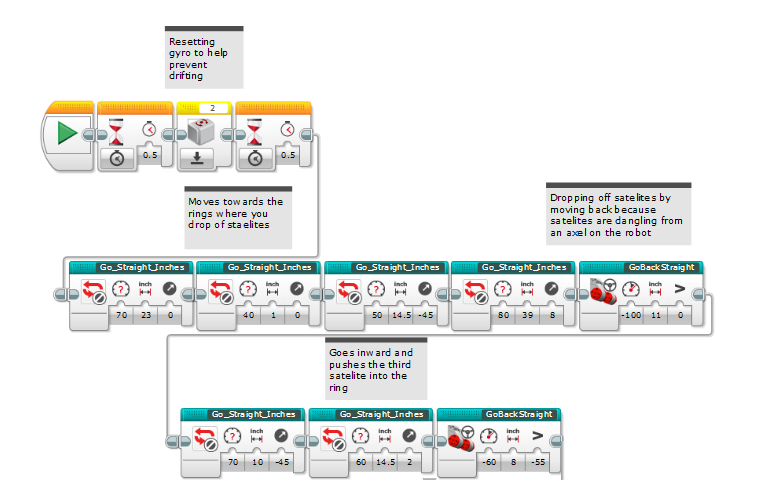 Resetting
gyro to help
prevent
drifting
2
0.5
0.5
Moves towards the
rings where you
drop of staelites
Dropping off satelites by
moving back because
satelites are dangling from
an axel on the robot
Go_Straight_Inches
Go_Straight_Inches
Go_Straight_Inches
Go_Straight_Inches
GoBackStraight
? inch
? inch
? inch
? inch
inch >
70 23 0
40 1 0
50 14.5 -45
80 39 8
-100 11 0
Goes inward and
pushes the third
satelite into the
ring
Go_Straight_Inches
Go_Straight_Inches
GoBackStraight
? inch
? inch
inch >
70 10 -45
60 14.5 2
-60 8 -55